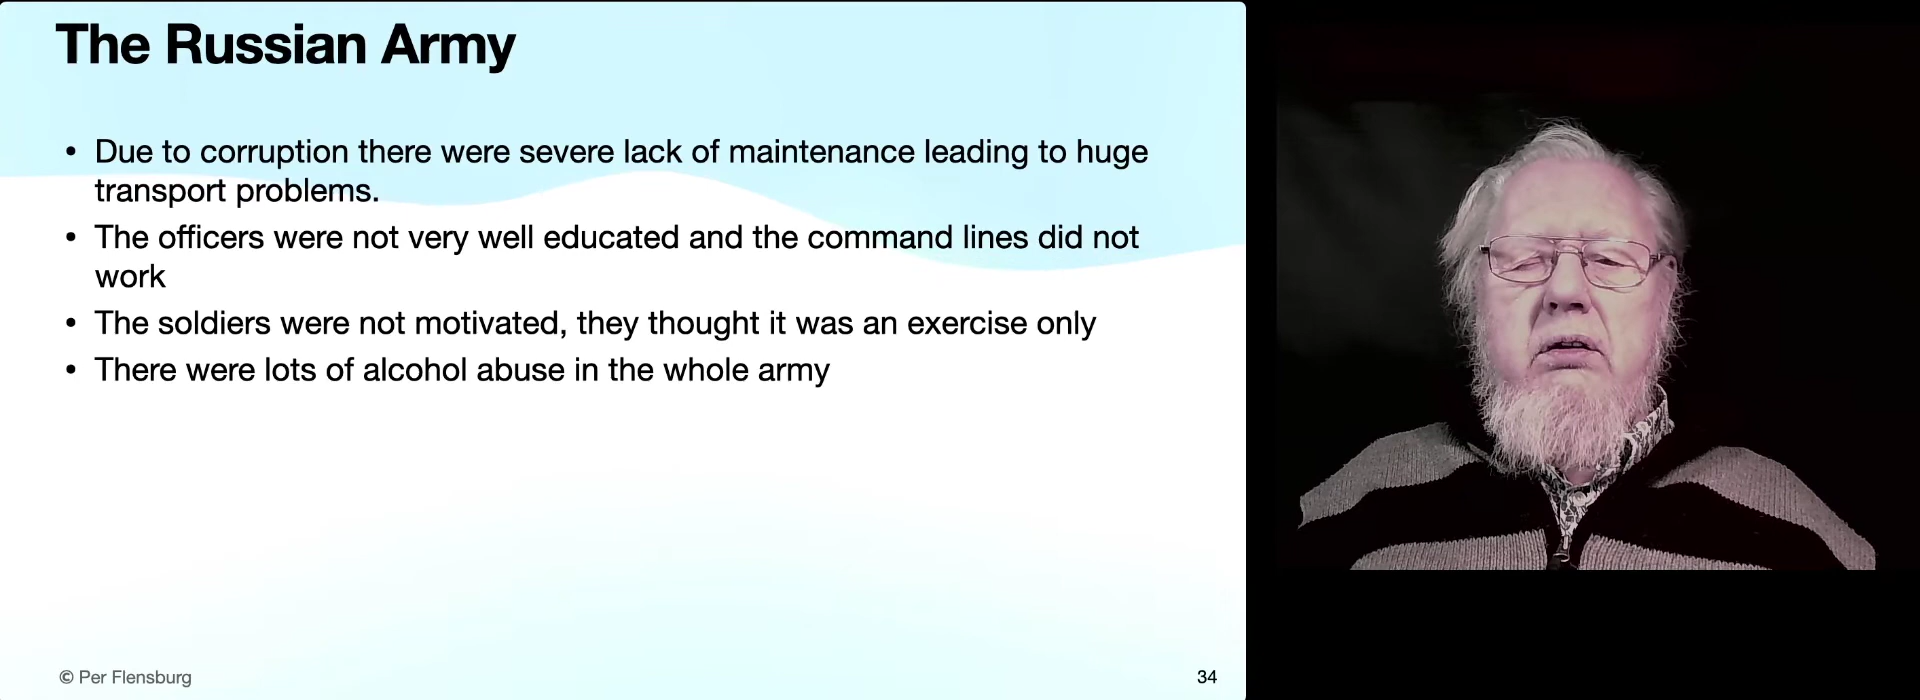 The Russian Army
• Due to corruption there were severe lack of maintenance leading to huge
transport problems.
• The officers were not very well educated and the command lines did not
work
• The soldiers were not motivated, they thought it was an exercise only
• There were lots of alcohol abuse in the whole army
© Per Flensburg
34